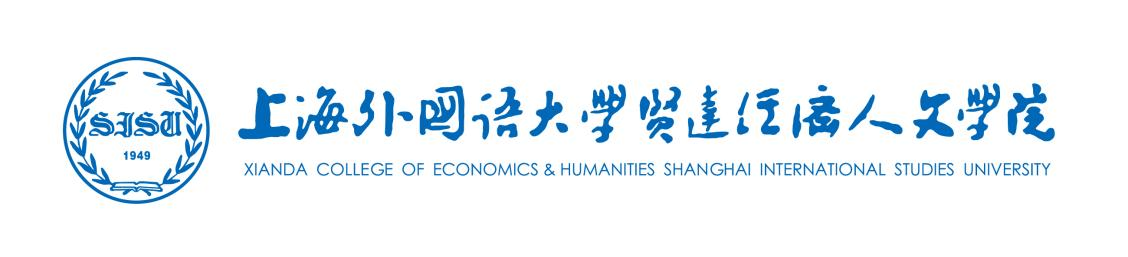 SISU
1949
上海外国语大学贤达经济人文学院
XIANDA COLLEGE OF ECONOMICS & HUMANITIES SHANGHAI INTERNATIONAL STUDIES UNIVERSITY